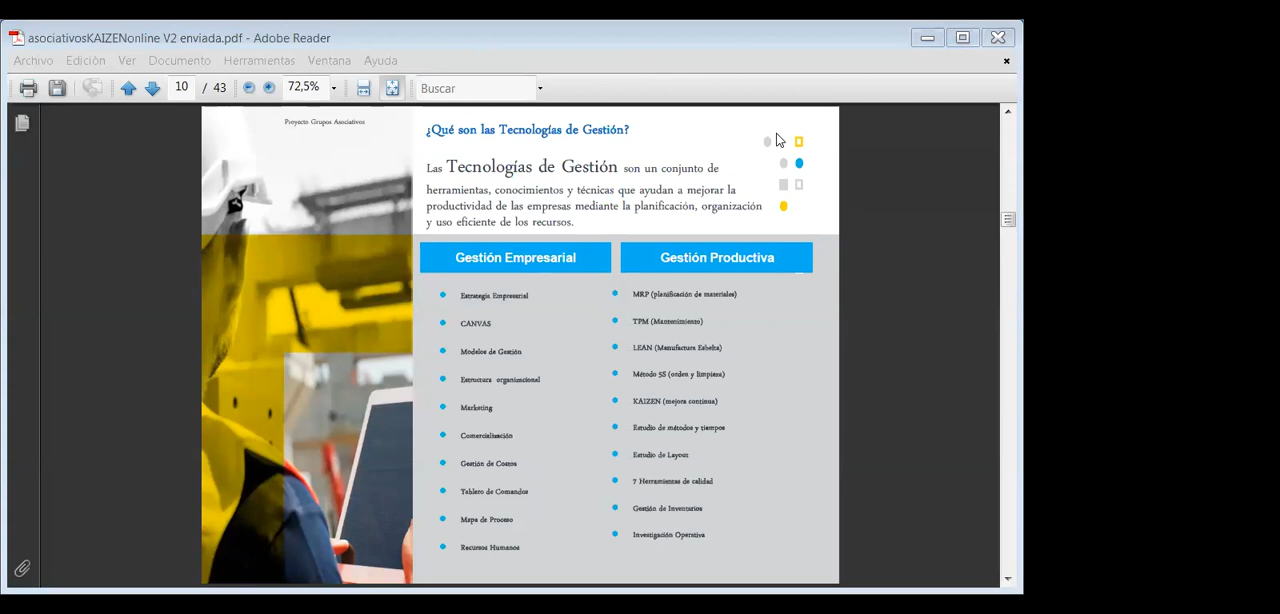 asociativosKAIZENonline V2 enviada.pdf - Adobe Reader
Archivo Edición Ver Documento Herramientas Ventana Ayuda
10 / 43 72,5% Buscar
Proyecto Grupos Asociativos
¿Qué son las Tecnologías de Gestión?
Las Tecnologías de Gestión son un conjunto de
herramientas, conocimientos y técnicas que ayudan a mejorar la
productividad de las empresas mediante la planificación, organización
y uso eficiente de los recursos.
Gestión Empresarial
Estrategia Empresarial
CANVAS
Modelos de Gestión
Estructura organizacional
Marketing
Comercialización
Gestión de Costos
Tablero de Comandos
Mapa de Proceso
Recursos Humanos
Gestión Productiva
MRP (planificación de materiales)
TPM (Mantenimiento)
LEAN (Manufactura Esbelta)
Método 5S (orden y limpieza)
KAIZEN (mejora continua)
Estudio de métodos y tiempos
Estudio de Layout
7 Herramientas de calidad
Gestión de Inventarios
Investigación Operativa